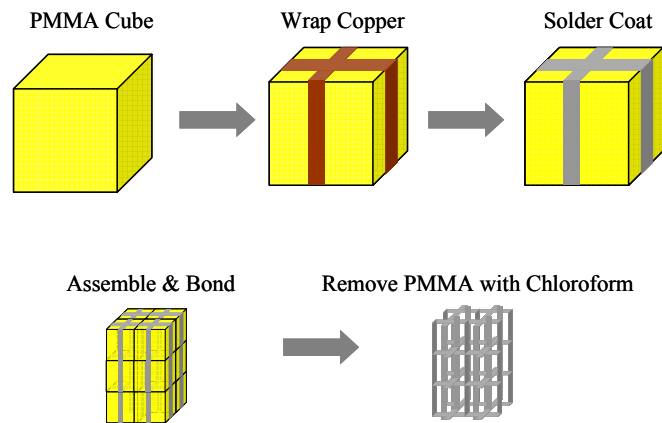 PMMA Cube
Wrap Copper
Solder Coat
Assemble & Bond
Remove PMMA with Chloroform